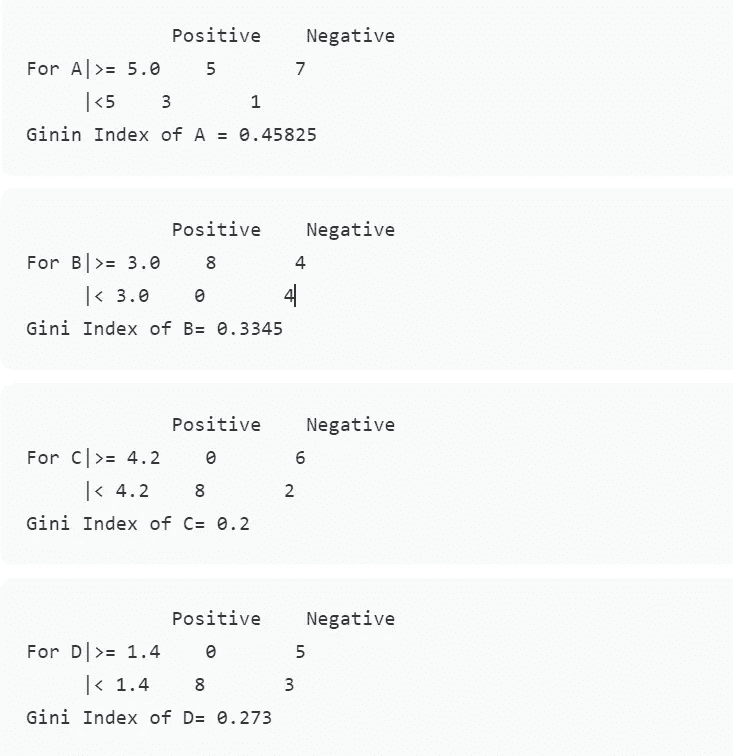 Positive Negative
For A|>= 5.0 5 7
|<5 3 1
Ginin Index of A = 0.45825
Positive Negative
For B|>= 3.0 8 4
|< 3.0 0 4
Gini Index of B= 0.3345
Positive Negative
For C|>= 4.2 0 6
|< 4.2 8 2
Gini Index of C= 0.2
Positive Negative
For D|>= 1.4 0 5
|< 1.4 8 3
Gini Index of D= 0.273